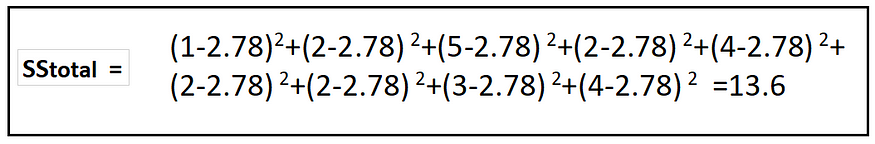 SStotal =
(1-2.78)²+(2-2.78) ²+(5-2.78) ²+(2-2.78) ²+(4-2.78) ²+
(2-2.78) ²+(2-2.78) ²+(3-2.78) ²+(4-2.78) ² =13.6